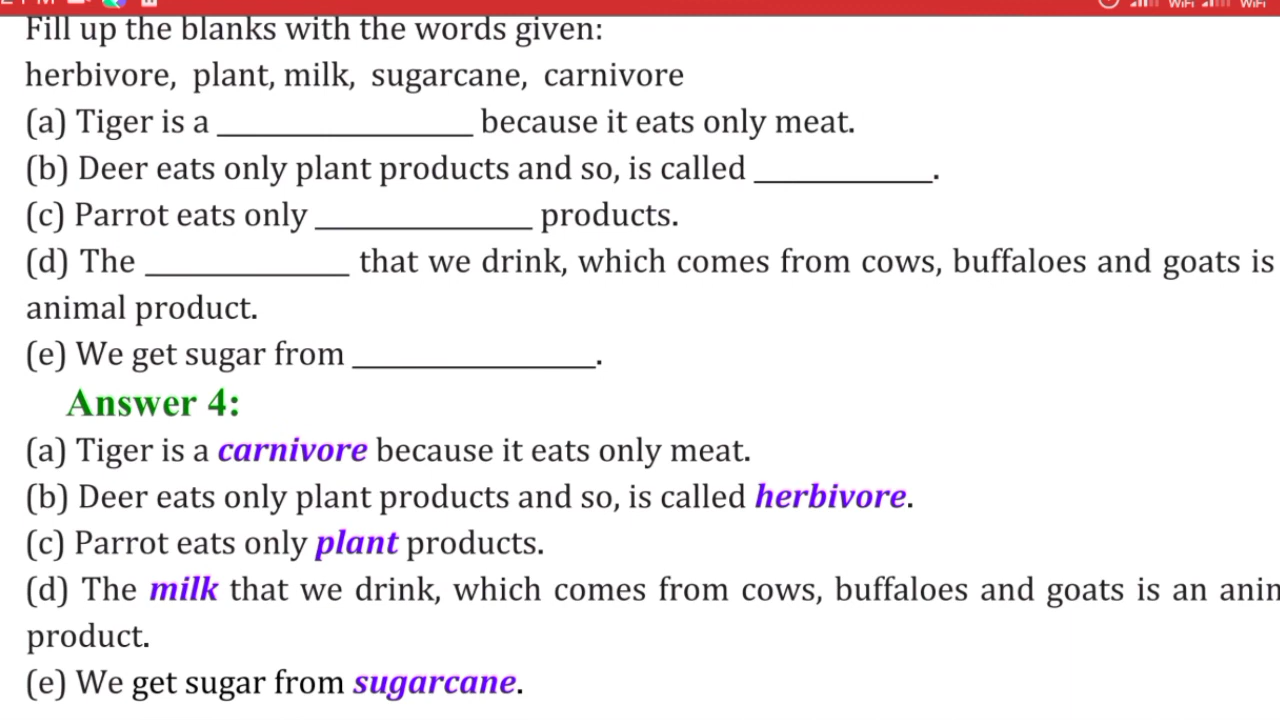 Fill up the blanks with the words given:
herbivore, plant, milk, sugarcane, carnivore
(a) Tiger is a ________________ because it eats only meat.
(b) Deer eats only plant products and so, is called ___________.
(c) Parrot eats only _____________ products.
(d) The _____________ that we drink, which comes from cows, buffaloes and goats is
animal product.
(e) We get sugar from _______________.
Answer 4:
(a) Tiger is a carnivore because it eats only meat.
(b) Deer eats only plant products and so, is called herbivore.
(c) Parrot eats only plant products.
(d) The milk that we drink, which comes from cows, buffaloes and goats is an
product.
(e) We get sugar from sugarcane.